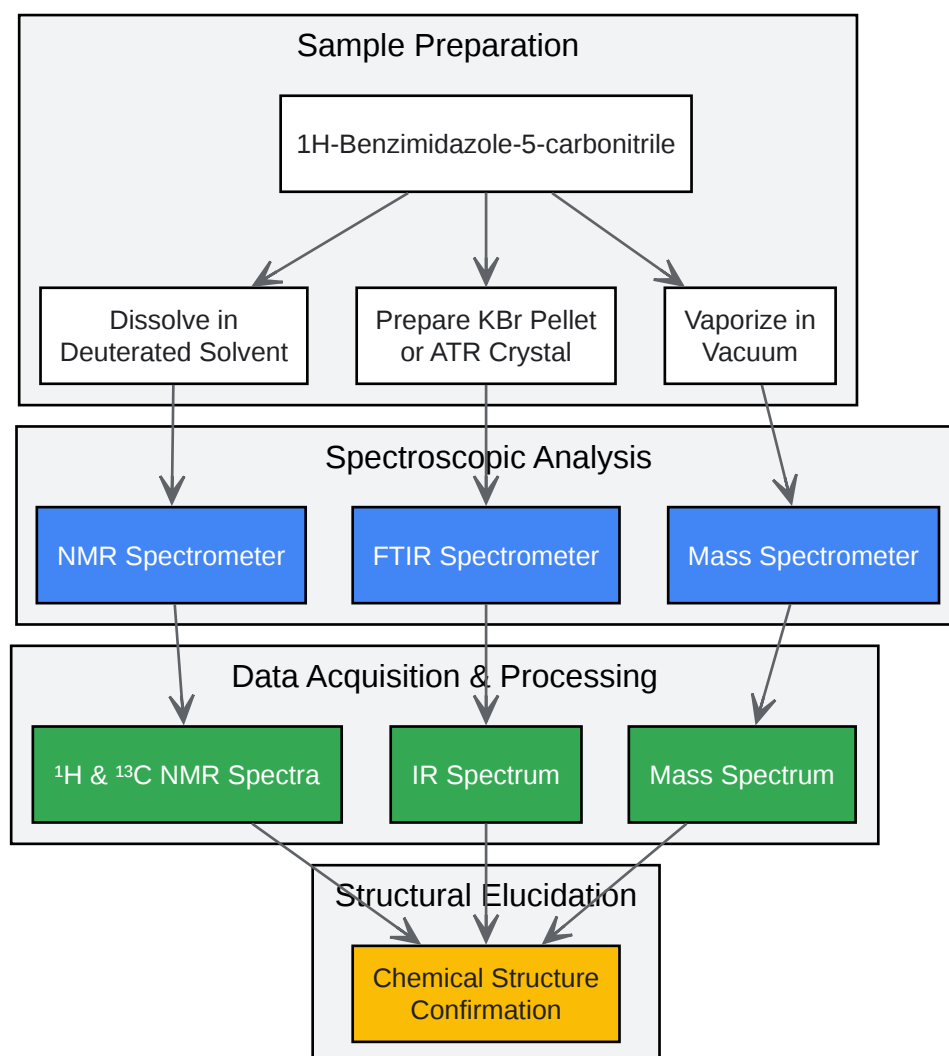 Sample Preparation
1H-Benzimidazole-5-carbonitrile
Dissolve in
Deuterated Solvent
Prepare KBr Pellet
or ATR Crystal
Vaporize in
Vacuum
Spectroscopic Analysis
NMR Spectrometer
FTIR Spectrometer
Mass Spectrometer
Data Acquisition & Processing
¹H & ¹³C NMR Spectra
IR Spectrum
Mass Spectrum
Structural Elucidation
Chemical Structure
Confirmation